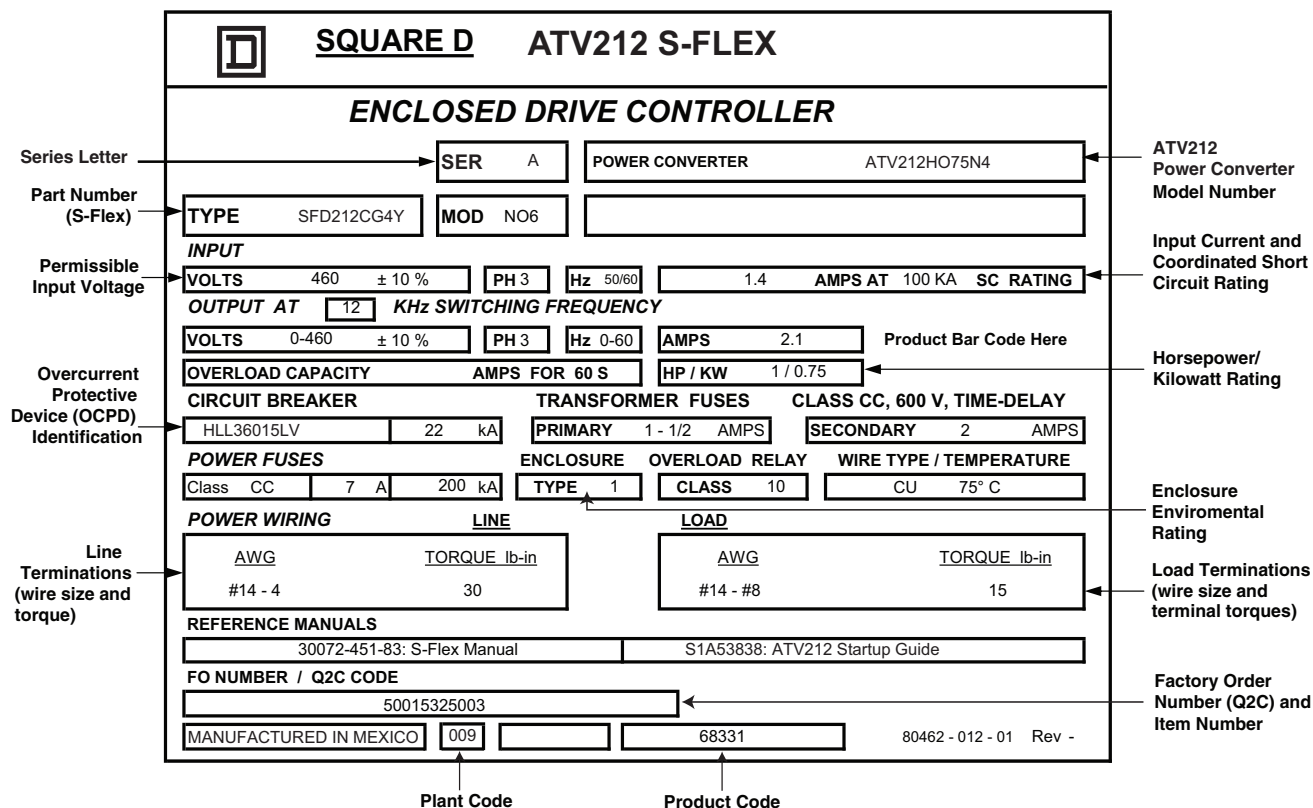 SQUARE D ATV212 S-FLEX
ENCLOSED DRIVE CONTROLLER
Series Letter
SER A
POWER CONVERTER ATV212HO75N4
ATV212
Power Converter
Model Number
Part Number
(S-Flex)
TYPE SFD212CG4Y
MOD NO6
INPUT
Permissible
Input Voltage
VOLTS 460 ± 10 %
PH 3
Hz 50/60
1.4 AMPS AT 100 KA SC RATING
Input Current and
Coordinated Short
Circuit Rating
OUTPUT AT 12 KHz SWITCHING FREQUENCY
VOLTS 0-460 ± 10 %
PH 3
Hz 0-60
AMPS 2.1
Product Bar Code Here
OVERLOAD CAPACITY AMPS FOR 60 S
HP / KW 1 / 0.75
Horsepower/
Kilowatt Rating
Overcurrent
Protective
Device (OCPD)
Identification
CIRCUIT BREAKER
TRANSFORMER FUSES
CLASS CC, 600 V, TIME-DELAY
HLL36015LV
22 kA
PRIMARY 1 - 1/2 AMPS
SECONDARY 2 AMPS
POWER FUSES
ENCLOSURE
OVERLOAD RELAY
WIRE TYPE / TEMPERATURE
Class CC
7 A
200 kA
TYPE 1
CLASS 10
CU 75° C
Enclosure
Enviromental
Rating
POWER WIRING
LINE
LOAD
Line
Terminations
(wire size and
torque)
AWG TORQUE lb-in
#14 - 4 30
AWG TORQUE lb-in
#14 - #8 15
Load Terminations
(wire size and
terminal torques)
REFERENCE MANUALS
30072-451-83: S-Flex Manual
S1A53838: ATV212 Startup Guide
FO NUMBER / Q2C CODE
50015325003
Factory Order
Number (Q2C) and
Item Number
MANUFACTURED IN MEXICO
009
68331
80462 - 012 - 01 Rev -
Plant Code
Product Code